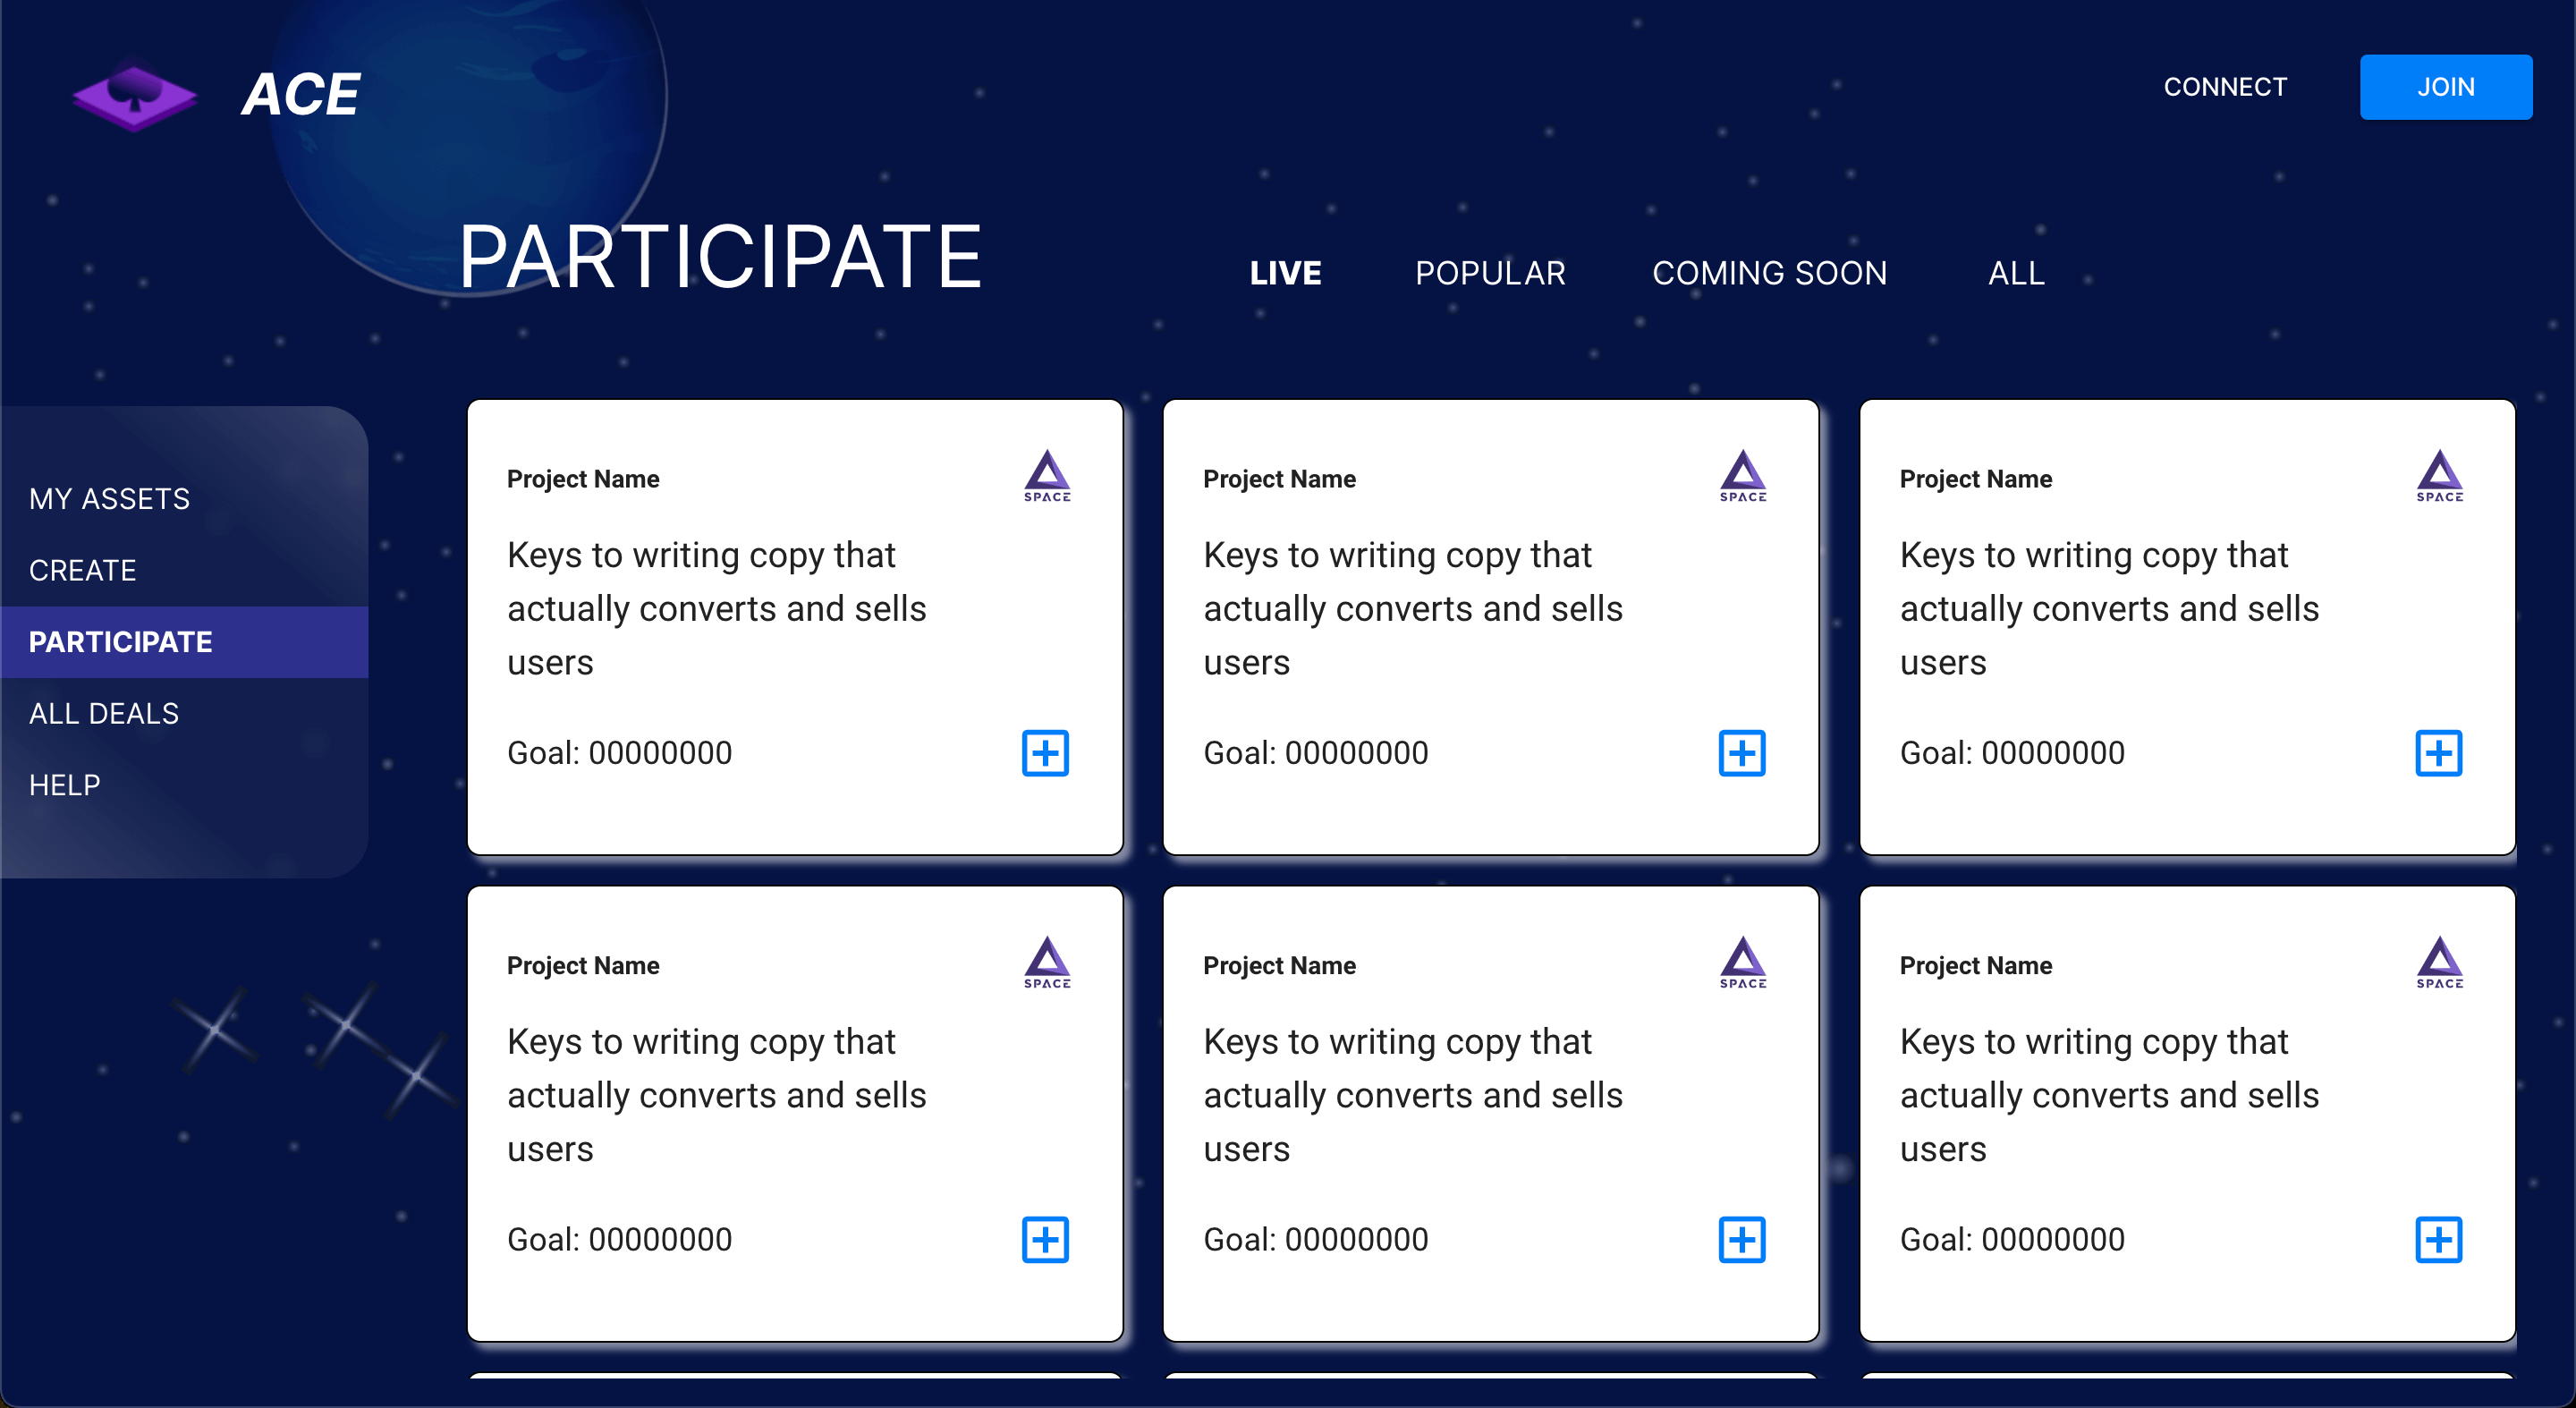 ACE
CONNECT
JOIN
PARTICIPATE
LIVE
POPULAR
COMING SOON
ALL
MY ASSETS
CREATE
PARTICIPATE
ALL DEALS
HELP
Project Name
SPACE
Keys to writing copy that
actually converts and sells
users
Goal: 00000000
Project Name
SPACE
Keys to writing copy that
actually converts and sells
users
Goal: 00000000
Project Name
SPACE
Keys to writing copy that
actually converts and sells
users
Goal: 00000000
Project Name
SPACE
Keys to writing copy that
actually converts and sells
users
Goal: 00000000
Project Name
SPACE
Keys to writing copy that
actually converts and sells
users
Goal: 00000000
Project Name
SPACE
Keys to writing copy that
actually converts and sells
users
Goal: 00000000